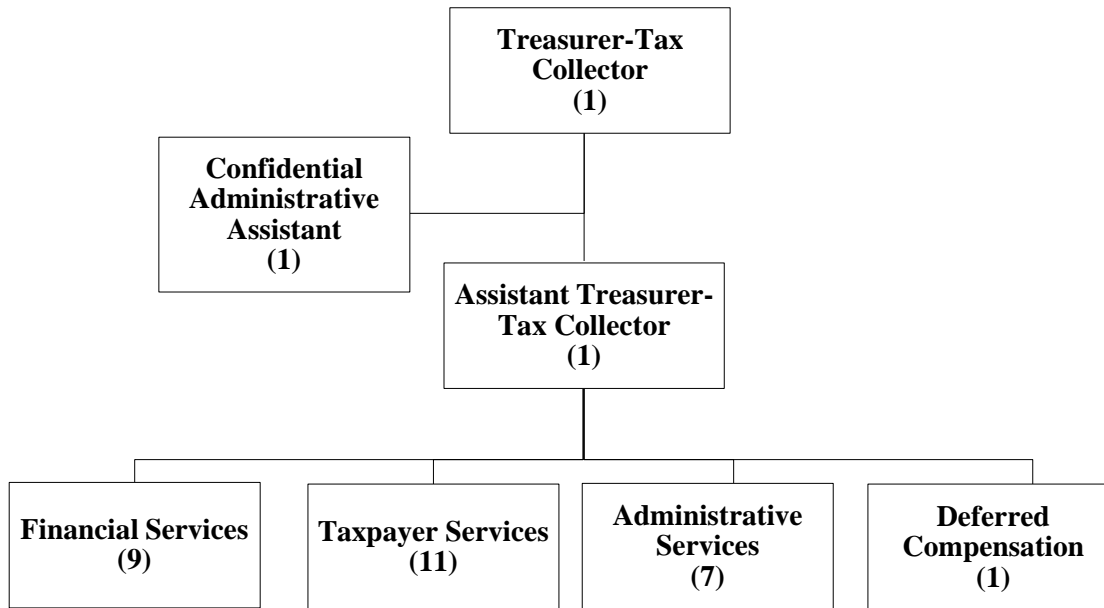 Treasurer-Tax
Collector
(1)
Confidential
Administrative
Assistant
(1)
Assistant Treasurer-
Tax Collector
(1)
Financial Services
(9)
Taxpayer Services
(11)
Administrative
Services
(7)
Deferred
Compensation
(1)